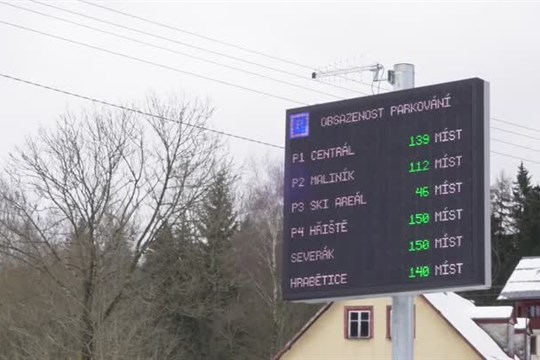 OBSAZENOST PARKOVÁNÍ
P1 CENTRÁL 139 MÍST
P2 MALINÍK 112 MÍST
P3 SKI AREÁL 46 MÍST
P4 HŘIŠTĚ 150 MÍST
SEVERÁK 150 MÍST
HRABĚTICE 140 MÍST